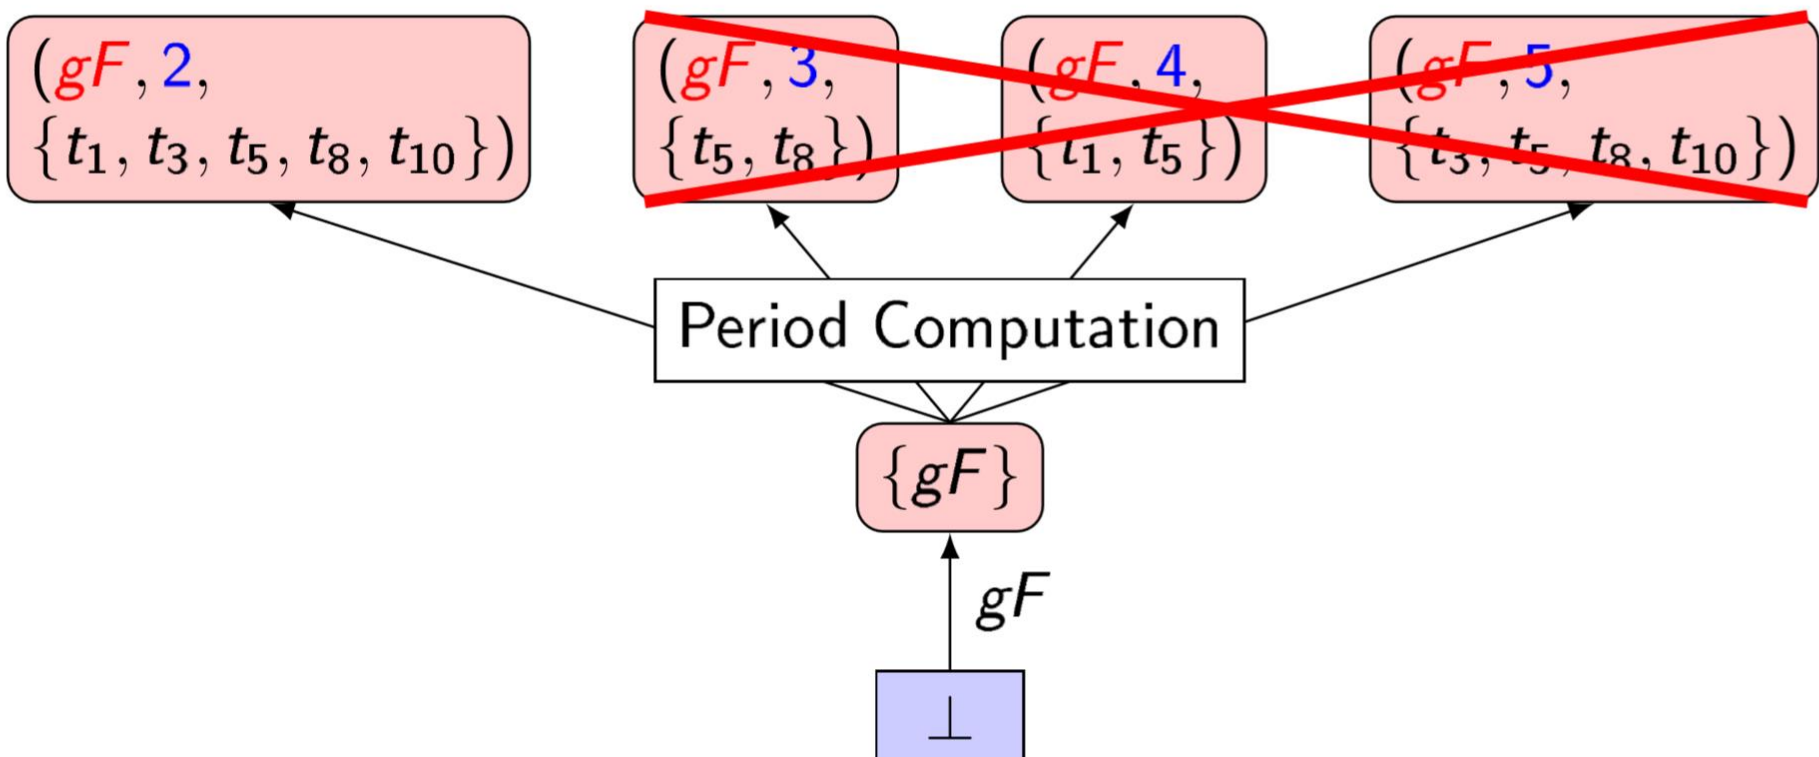 (gF, 2,
{t₁, t₃, t₅, t₈, t₁₀})
(gF, 3,
{t₅, t₈})
(gF, 4,
{t₁, t₅})
(gF, 5,
{t₃, t₅, t₈, t₁₀})
Period Computation
{gF}
gF
⊥